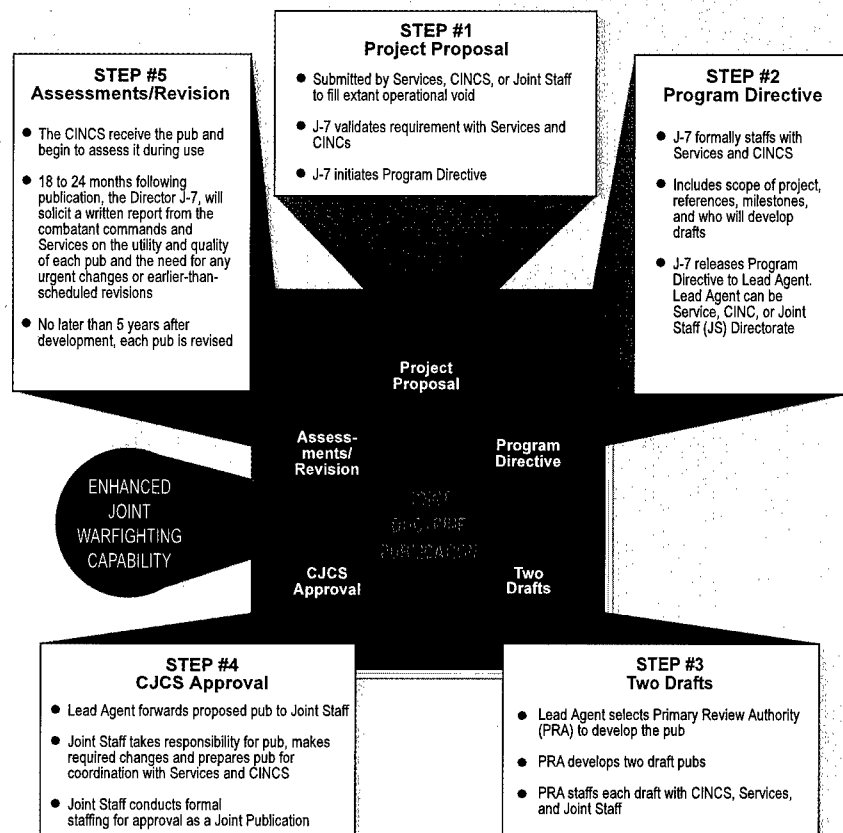 STEP #1
Project Proposal
● Submitted by Services, CINCS, or Joint Staff
to fill extant operational void
● J-7 validates requirement with Services and
CINCs
● J-7 initiates Program Directive
STEP #2
Program Directive
● J-7 formally staffs with
Services and CINCS
● Includes scope of project,
references, milestones,
and who will develop
drafts
● J-7 releases Program
Directive to Lead Agent.
Lead Agent can be
Service, CINC, or Joint
Staff (JS) Directorate
STEP #3
Two Drafts
● Lead Agent selects Primary Review Authority
(PRA) to develop the pub
● PRA develops two draft pubs
● PRA staffs each draft with CINCS, Services,
and Joint Staff
STEP #4
CJCS Approval
● Lead Agent forwards proposed pub to Joint Staff
● Joint Staff takes responsibility for pub, makes
required changes and prepares pub for
coordination with Services and CINCS
● Joint Staff conducts formal
staffing for approval as a Joint Publication
STEP #5
Assessments/Revision
● The CINCS receive the pub and
begin to assess it during use
● 18 to 24 months following
publication, the Director J-7, will
solicit a written report from the
combatant commands and
Services on the utility and quality
of each pub and the need for any
urgent changes or earlier-than-
scheduled revisions
● No later than 5 years after
development, each pub is revised
Project
Proposal
Assess-
ments/
Revision
Program
Directive
JOINT
DOCTRINE
PUBLICATION
CJCS
Approval
Two
Drafts
ENHANCED
JOINT
WARFIGHTING
CAPABILITY